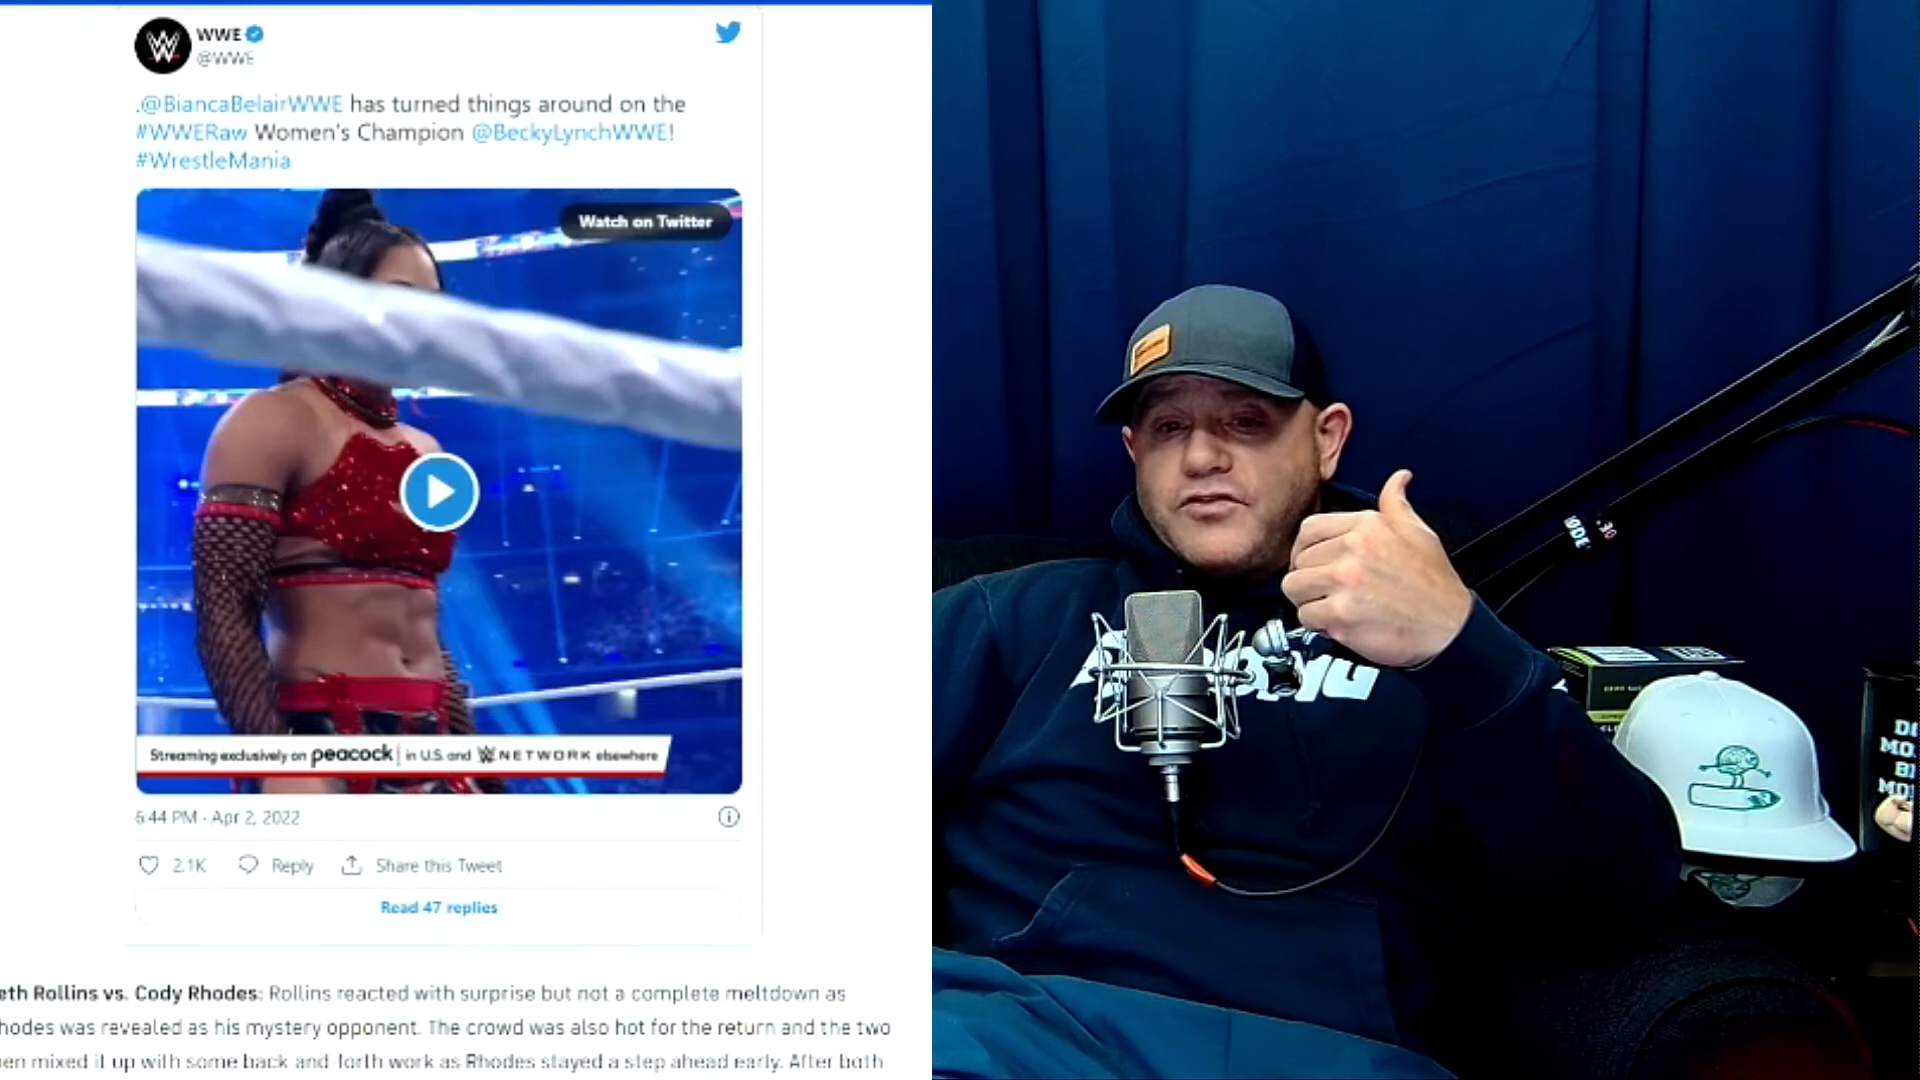 WWE
@WWE
.@BiancaBelairWWE has turned things around on the
#WWERaw Women's Champion @BeckyLynchWWE!
#WrestleMania
Watch on Twitter
Streaming exclusively on peacock in U.S. and NETWORK elsewhere
6:44 PM · Apr 2, 2022
2.1K Reply Share this Tweet
Read 47 replies
eth Rollins vs. Cody Rhodes: Rollins reacted with surprise but not a complete meltdown as
hodes was revealed as his mystery opponent. The crowd was also hot for the return and the two
en mixed it up with some back and forth work as Rhodes stayed a step ahead early. After both